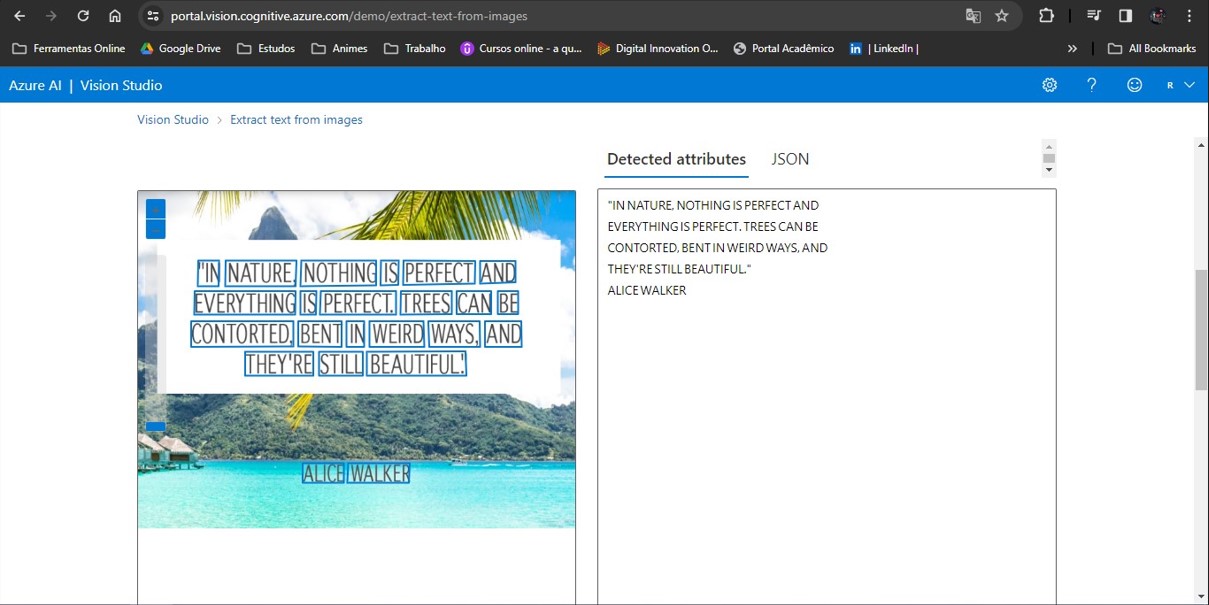 portal.vision.cognitive.azure.com/demo/extract-text-from-images
Ferramentas Online
Google Drive
Estudos
Animes
Trabalho
Cursos online - a qu...
Digital Innovation O...
Portal Acadêmico
| LinkedIn |
»
All Bookmarks
Azure AI | Vision Studio
?
R
Vision Studio > Extract text from images
Detected attributes
JSON
"IN NATURE, NOTHING IS PERFECT AND
EVERYTHING IS PERFECT. TREES CAN BE
CONTORTED, BENT IN WEIRD WAYS, AND
THEY'RE STILL BEAUTIFUL."
ALICE WALKER
"IN NATURE, NOTHING IS PERFECT AND
EVERYTHING IS PERFECT. TREES CAN BE
CONTORTED, BENT IN WEIRD WAYS, AND
THEY'RE STILL BEAUTIFUL."
ALICE WALKER